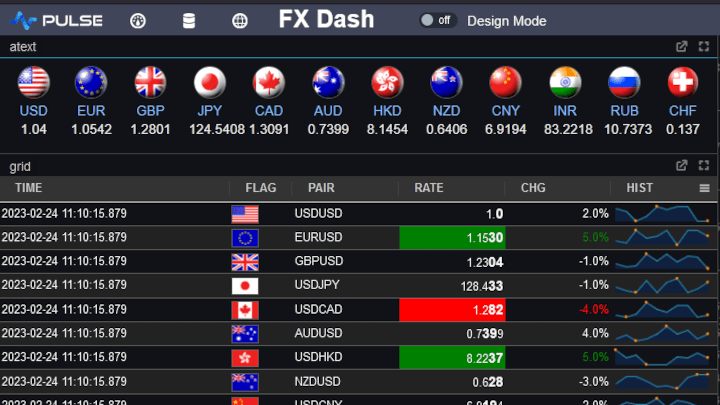 PULSE FX Dash off Design Mode
atext
USD EUR GBP JPY CAD AUD HKD NZD CNY INR RUB CHF
1.04 1.0542 1.2801 124.5408 1.3091 0.7399 8.1454 0.6406 6.9194 83.2218 10.7373 0.137
grid
TIME FLAG PAIR RATE CHG HIST
2023-02-24 11:10:15.879 USDUSD 1.0 2.0%
2023-02-24 11:10:15.879 EURUSD 1.1530 5.0%
2023-02-24 11:10:15.879 GBPUSD 1.2304 -1.0%
2023-02-24 11:10:15.879 USDJPY 128.433 -1.0%
2023-02-24 11:10:15.879 USDCAD 1.282 -4.0%
2023-02-24 11:10:15.879 AUDUSD 0.7399 4.0%
2023-02-24 11:10:15.879 USDHKD 8.2237 5.0%
2023-02-24 11:10:15.879 NZDUSD 0.628 -3.0%
2023-02-24 11:10:15.879 USDCNY